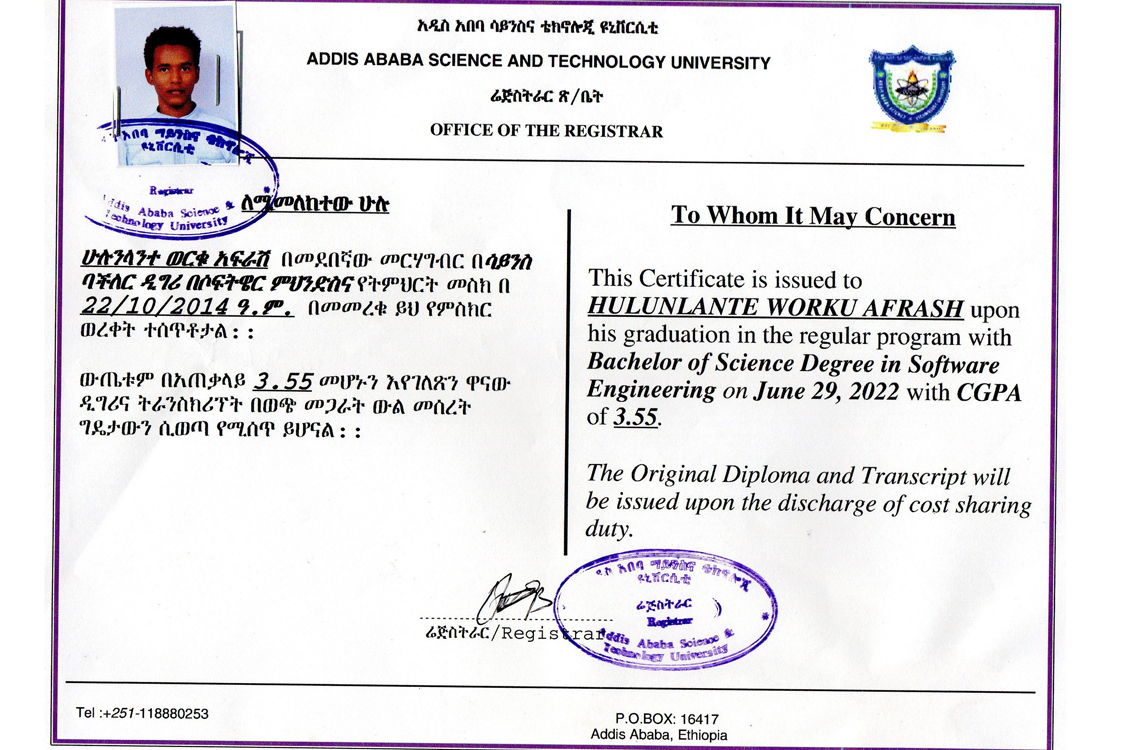 አዲስ አበባ ሳይንስና ቴክኖሎጂ ዩኒቨርሲቲ
ADDIS ABABA SCIENCE AND TECHNOLOGY UNIVERSITY
ሬጅስትራር ጽ/ቤት
OFFICE OF THE REGISTRAR
አበባ ሳይንስና ቴክኖሎጂ
ዩኒቨርሲቲ
Registrar
Addis Ababa Science &
Technology University
ለሚመለከተው ሁሉ
ሁሉንላንተ ወርቁ አፍራሽ በመደበኛው መርሃግብር በሳይንስ
ባችለር ዲግሪ በሶፍትዌር ምህንድስና የትምህርት መስክ በ
22/10/2014 ዓ.ም. በመመረቁ ይህ የምስክር
ወረቀት ተሰጥቶታል::
ውጤቱም በአጠቃላይ 3.55 መሆኑን እየገለጽን ዋናው
ዲግሪና ትራንስክሪፕት በወጭ መጋራት ውል መሰረት
ግዴታውን ሲወጣ የሚሰጥ ይሆናል::
To Whom It May Concern
This Certificate is issued to
HULUNLANTE WORKU AFRASH upon
his graduation in the regular program with
Bachelor of Science Degree in Software
Engineering on June 29, 2022 with CGPA
of 3.55.
The Original Diploma and Transcript will
be issued upon the discharge of cost sharing
duty.
ሬጅስትራር/Registrar
አበባ ሳይንስና ቴክኖሎጂ
ዩኒቨርሲቲ
ሬጅስትራር
Registrar
Addis Ababa Science &
Technology University
Tel :+251-118880253
P.O.BOX: 16417
Addis Ababa, Ethiopia